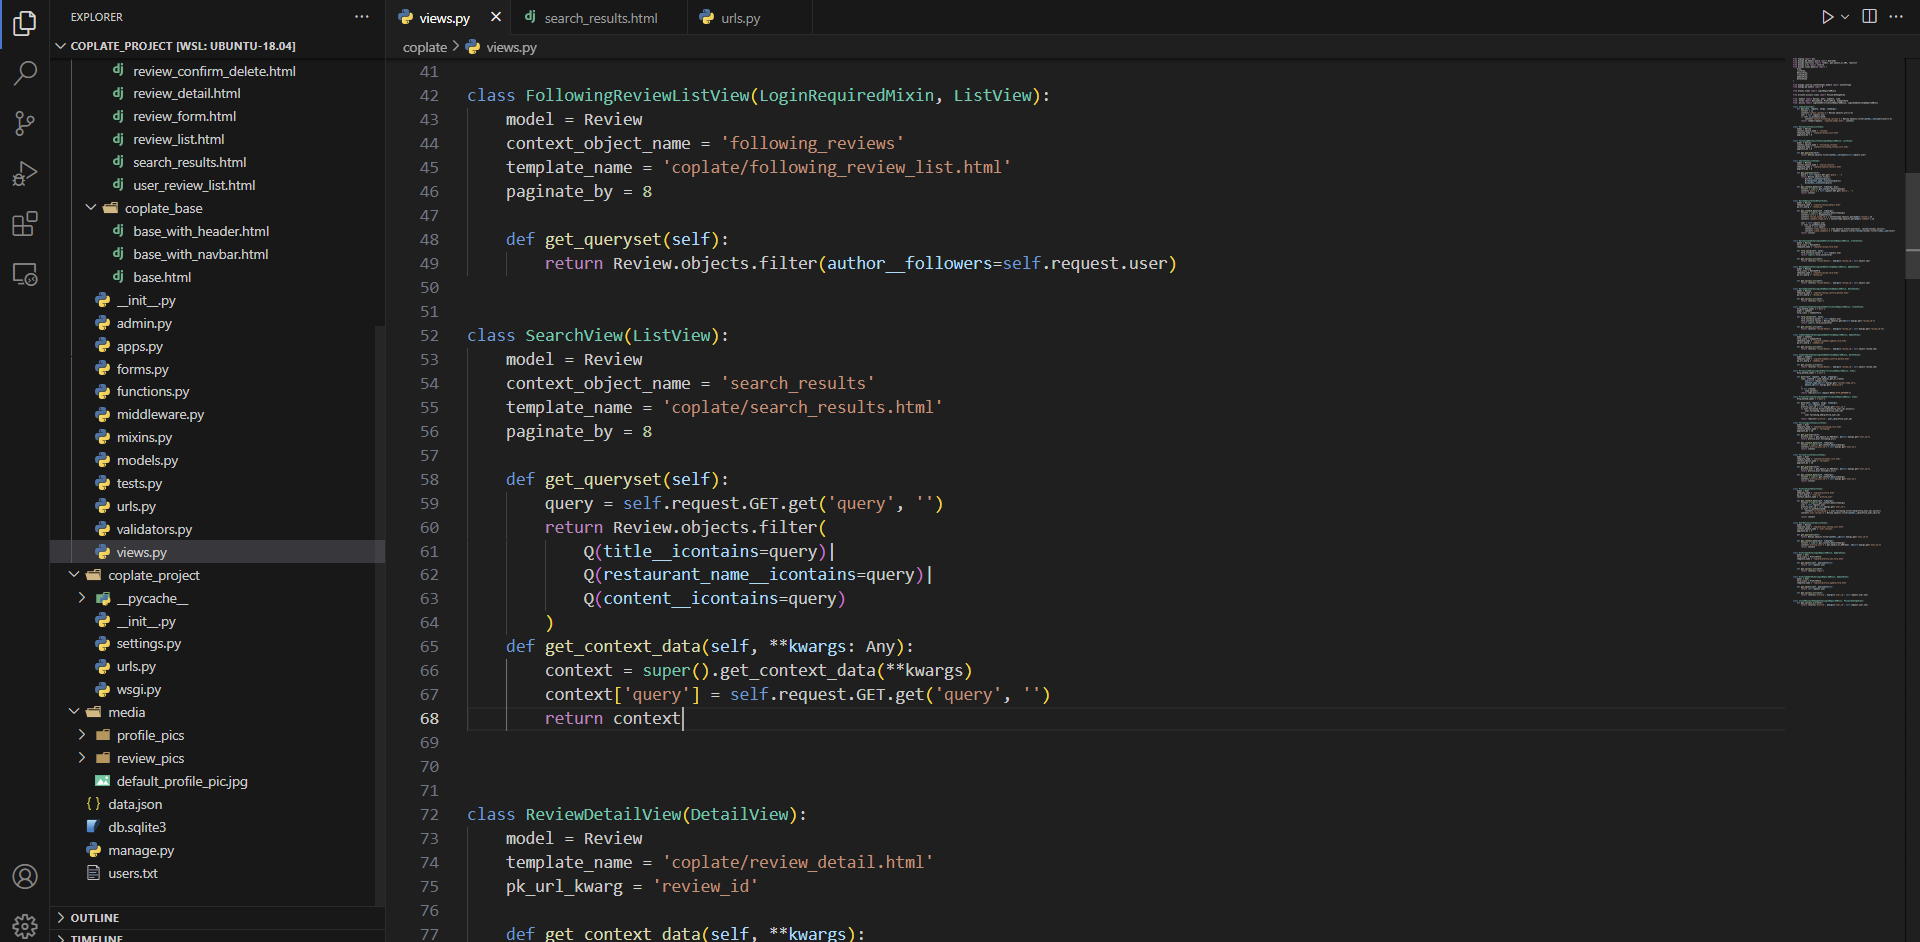 EXPLORER
COPLATE_PROJECT [WSL: UBUNTU-18.04]
review_confirm_delete.html
review_detail.html
review_form.html
review_list.html
search_results.html
user_review_list.html
coplate_base
base_with_header.html
base_with_navbar.html
base.html
__init__.py
admin.py
apps.py
forms.py
functions.py
middleware.py
mixins.py
models.py
tests.py
urls.py
validators.py
views.py
coplate_project
__pycache__
__init__.py
settings.py
urls.py
wsgi.py
media
profile_pics
review_pics
default_profile_pic.jpg
data.json
db.sqlite3
manage.py
users.txt
OUTLINE
TIMELINE
views.py
search_results.html
urls.py
coplate > views.py
41
42 class FollowingReviewListView(LoginRequiredMixin, ListView):
43 model = Review
44 context_object_name = 'following_reviews'
45 template_name = 'coplate/following_review_list.html'
46 paginate_by = 8
47
48 def get_queryset(self):
49 return Review.objects.filter(author__followers=self.request.user)
50
51
52 class SearchView(ListView):
53 model = Review
54 context_object_name = 'search_results'
55 template_name = 'coplate/search_results.html'
56 paginate_by = 8
57
58 def get_queryset(self):
59 query = self.request.GET.get('query', '')
60 return Review.objects.filter(
61 Q(title__icontains=query)|
62 Q(restaurant_name__icontains=query)|
63 Q(content__icontains=query)
64 )
65 def get_context_data(self, **kwargs: Any):
66 context = super().get_context_data(**kwargs)
67 context['query'] = self.request.GET.get('query', '')
68 return context
69
70
71
72 class ReviewDetailView(DetailView):
73 model = Review
74 template_name = 'coplate/review_detail.html'
75 pk_url_kwarg = 'review_id'
76
77 def get_context_data(self, **kwargs):